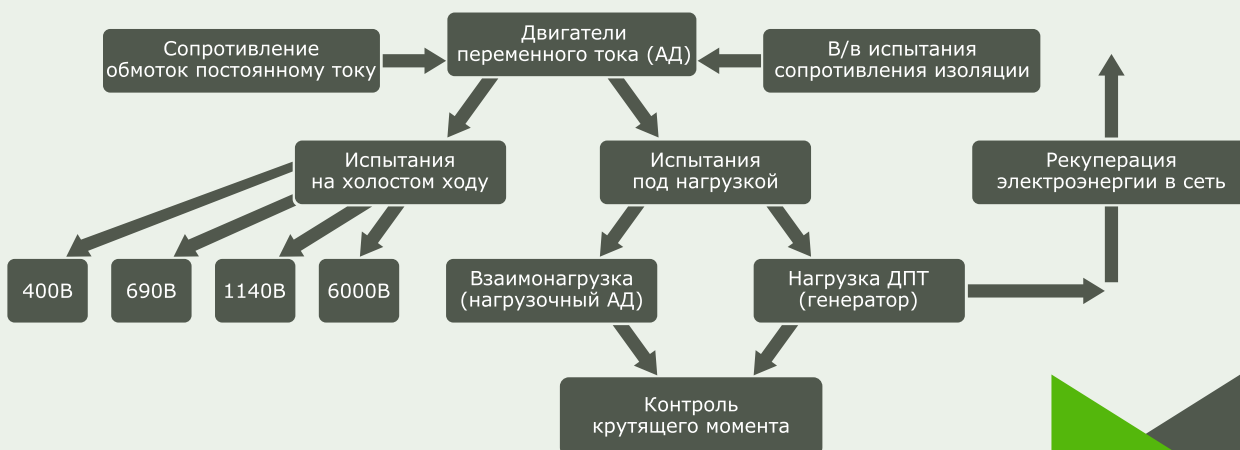 Двигатели
переменного тока (АД)
Сопротивление
обмоток постоянному току
В/в испытания
сопротивления изоляции
Испытания
на холостом ходу
Испытания
под нагрузкой
Рекуперация
электроэнергии в сеть
400В
690В
1140В
6000В
Взаимонагрузка
(нагрузочный АД)
Нагрузка ДПТ
(генератор)
Контроль
крутящего момента